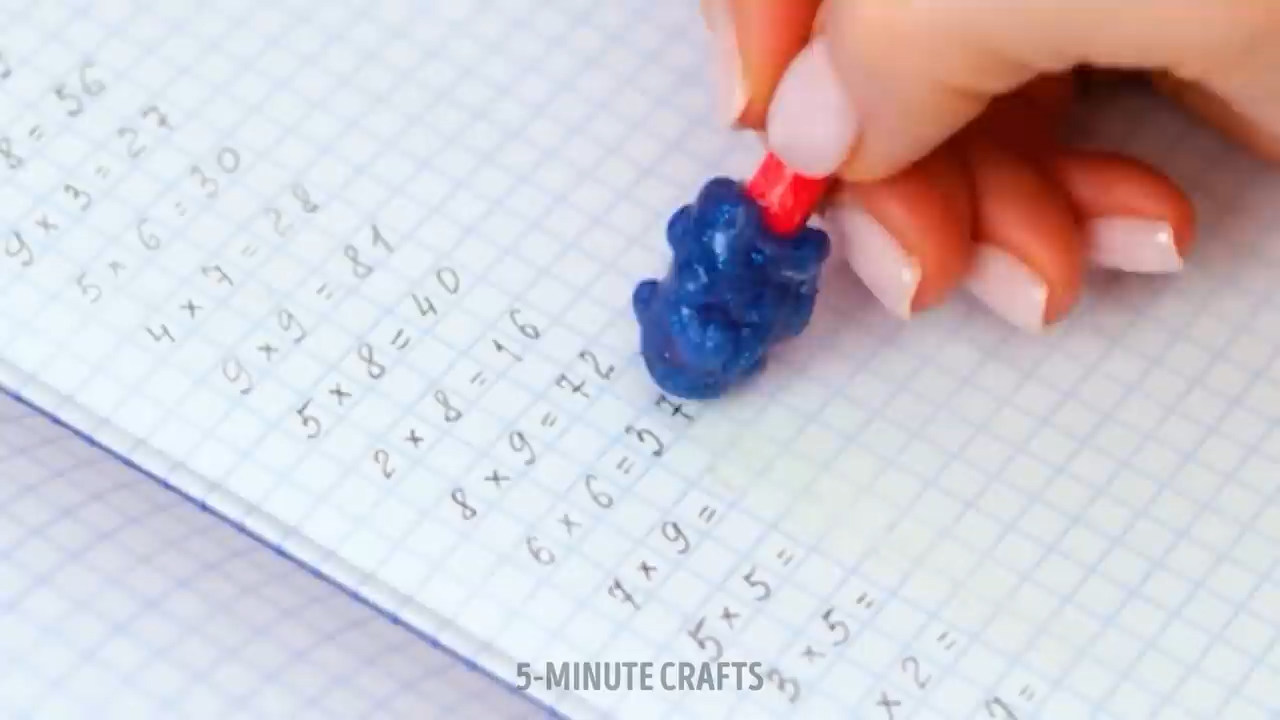 8 = 56
9 × 3 = 27
5 × 6 = 30
4 × 7 = 28
9 × 9 = 81
5 × 8 = 40
2 × 8 = 16
8 × 9 = 72
6 × 6 = 37
7 × 9 =
5 × 5 =
3 × 5 =
× 2 =
5-MINUTE CRAFTS